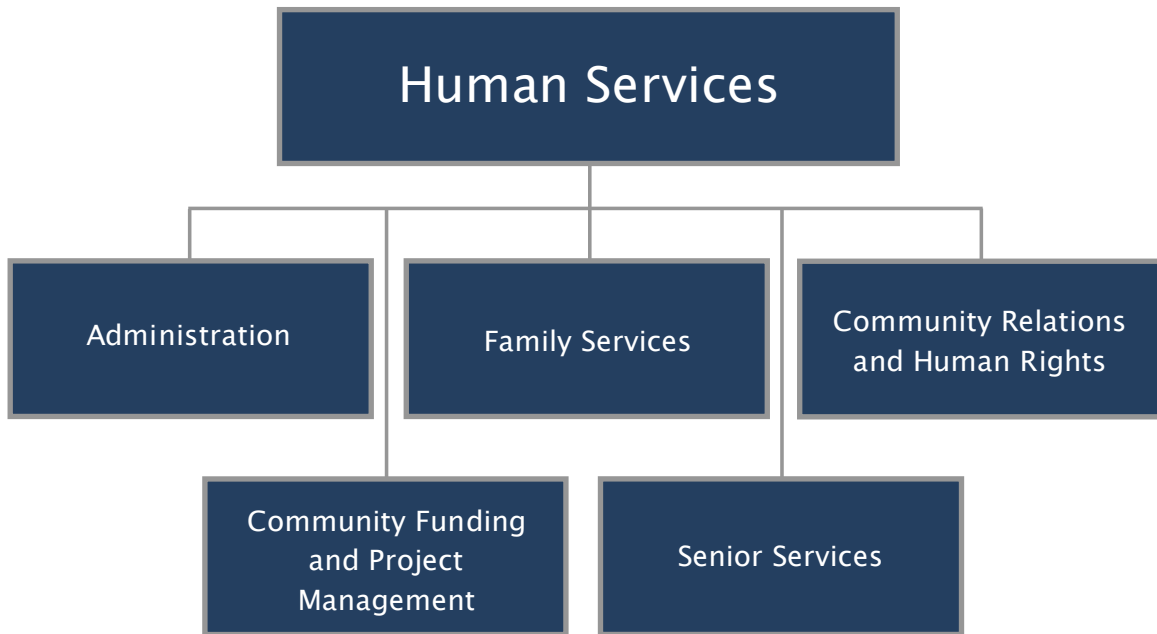 Human Services
Administration
Family Services
Community Relations
and Human Rights
Community Funding
and Project
Management
Senior Services